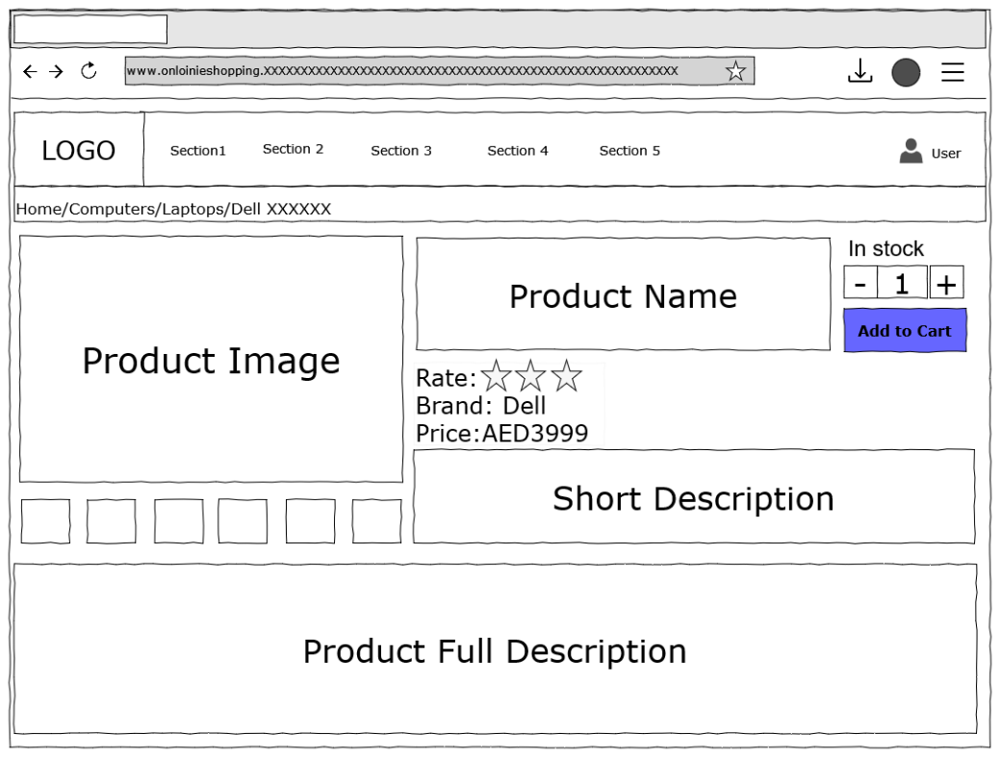 www.onloinieshopping.XXXXXXXXXXXXXXXXXXXXXXXXXXXXXXXXXXXXXXXXXXXXXXXXXXXXXXXX
LOGO
Section1
Section 2
Section 3
Section 4
Section 5
User
Home/Computers/Laptops/Dell XXXXXX
Product Image
Product Name
In stock
- 1 +
Add to Cart
Rate:
Brand: Dell
Price:AED3999
Short Description
Product Full Description